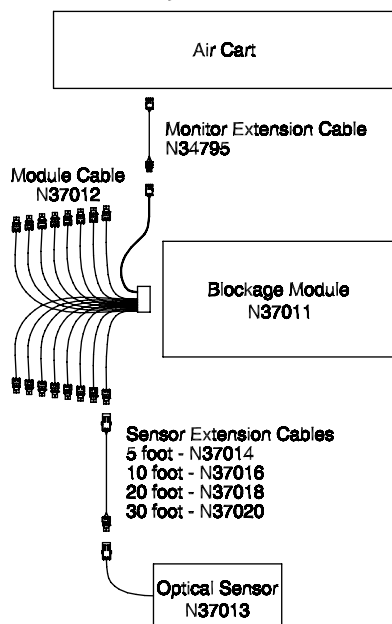 Air Cart
Monitor Extension Cable
N34795
Module Cable
N37012
Blockage Module
N37011
Sensor Extension Cables
5 foot - N37014
10 foot - N37016
20 foot - N37018
30 foot - N37020
Optical Sensor
N37013